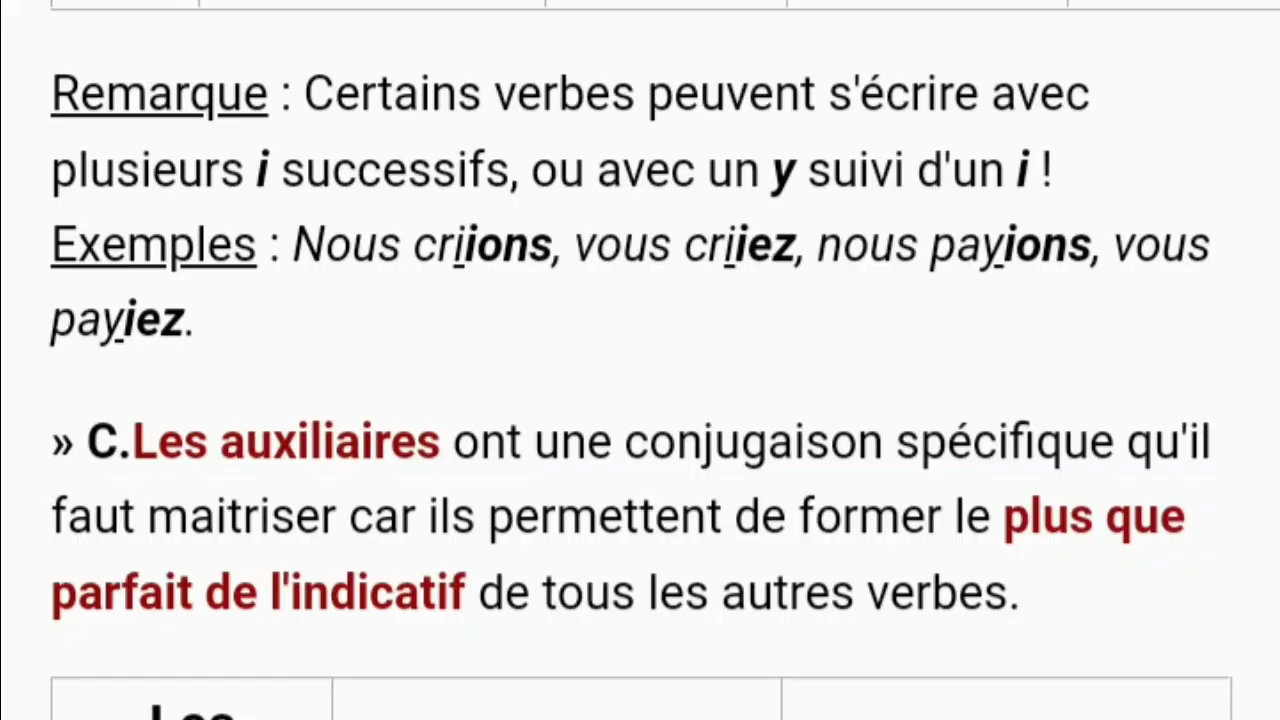 Remarque : Certains verbes peuvent s'écrire avec
plusieurs i successifs, ou avec un y suivi d'un i !
Exemples : Nous criions, vous criiez, nous payions, vous
payiez.
» C.Les auxiliaires ont une conjugaison spécifique qu'il
faut maitriser car ils permettent de former le plus que
parfait de l'indicatif de tous les autres verbes.